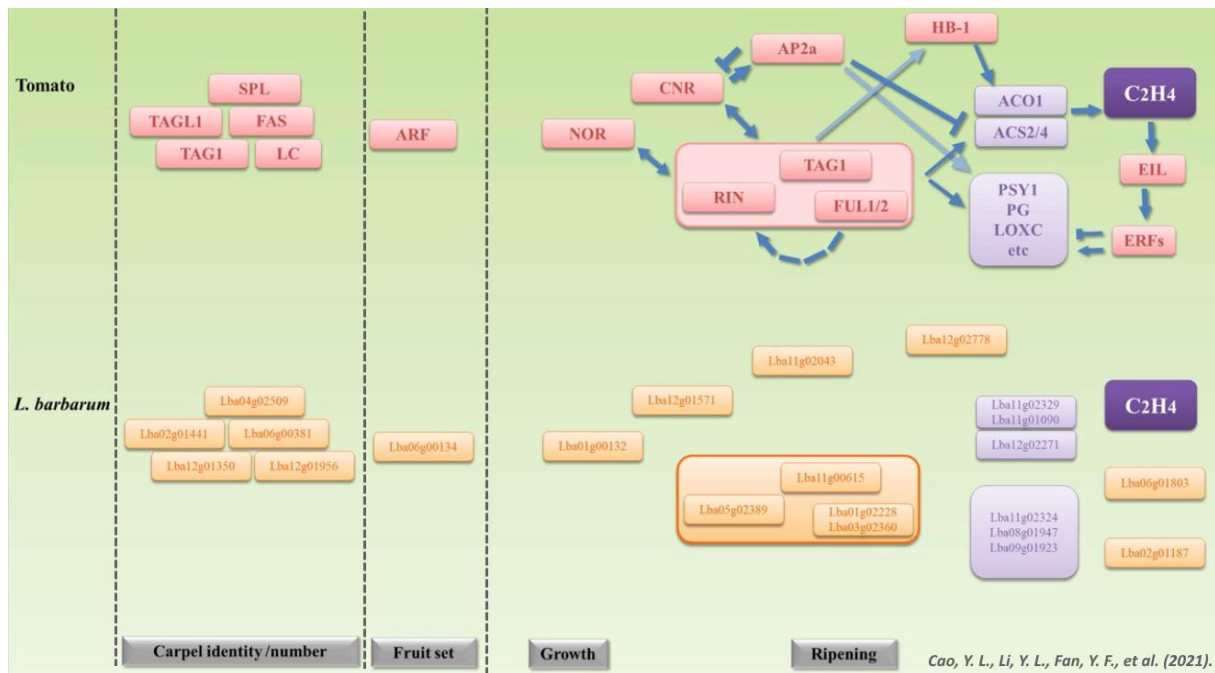 Tomato
SPL
TAGL1
FAS
TAG1
LC
ARF
NOR
CNR
AP2a
HB-1
TAG1
RIN
FUL1/2
ACO1
ACS2/4
C2H4
PSY1
PG
LOXC
etc
EIL
ERFs
L. barbarum
Lba04g02509
Lba02g01441
Lba06g00381
Lba12g01350
Lba12g01956
Lba06g00134
Lba01g00132
Lba12g01571
Lba11g02043
Lba12g02778
Lba11g00615
Lba05g02389
Lba01g02228
Lba03g02360
Lba11g02329
Lba11g01090
Lba12g02271
C2H4
Lba11g02324
Lba08g01947
Lba09g01923
Lba06g01803
Lba02g01187
Carpel identity/number
Fruit set
Growth
Ripening
Cao, Y. L., Li, Y. L., Fan, Y. F., et al. (2021).